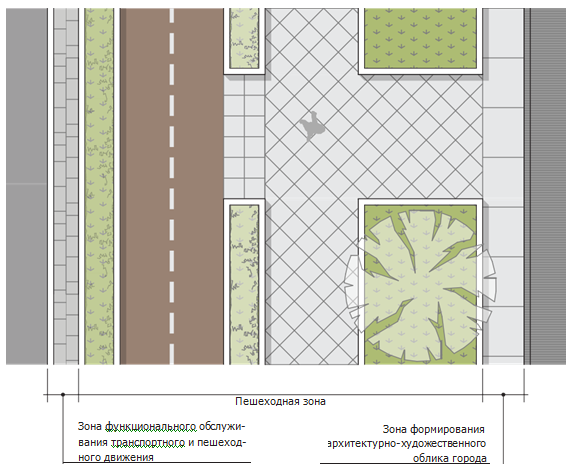 Пешеходная зона
Зона функционального обслужи-
вания транспортного и пешеход-
ного движения
Зона формирования
архитектурно-художественного
облика города